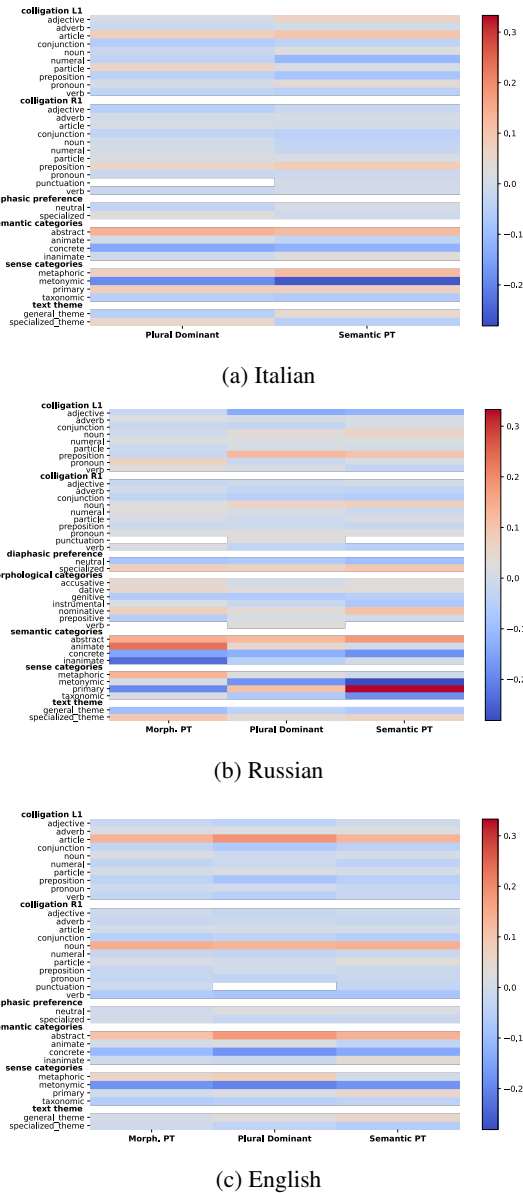 colligation L1
adjective
adverb
article
conjunction
noun
numeral
particle
preposition
pronoun
verb
colligation R1
adjective
adverb
article
conjunction
noun
numeral
particle
preposition
pronoun
punctuation
verb
phasic preference
neutral
specialized
emantic categories
abstract
animate
concrete
inanimate
sense categories
metaphoric
metonymic
primary
taxonomic
text theme
general_theme
specialized_theme
Plural Dominant Semantic PT
0.3
0.2
0.1
0.0
−0.1
−0.2
(a) Italian
colligation L1
adjective
adverb
conjunction
noun
numeral
particle
preposition
pronoun
verb
colligation R1
adjective
adverb
conjunction
noun
numeral
particle
preposition
pronoun
punctuation
verb
diaphasic preference
neutral
specialized
orphological categories
accusative
dative
genitive
instrumental
nominative
prepositive
verb
semantic categories
abstract
animate
concrete
inanimate
sense categories
metaphoric
metonymic
primary
taxonomic
text theme
general_theme
specialized_theme
Morph. PT Plural Dominant Semantic PT
0.3
0.2
0.1
0.0
−0.1
−0.2
(b) Russian
colligation L1
adjective
adverb
article
conjunction
noun
numeral
particle
preposition
pronoun
verb
colligation R1
adjective
adverb
article
conjunction
noun
numeral
particle
preposition
pronoun
punctuation
verb
phasic preference
neutral
specialized
emantic categories
abstract
animate
concrete
inanimate
sense categories
metaphoric
metonymic
primary
taxonomic
text theme
general_theme
specialized_theme
Morph. PT Plural Dominant Semantic PT
0.3
0.2
0.1
0.0
−0.1
−0.2
(c) English